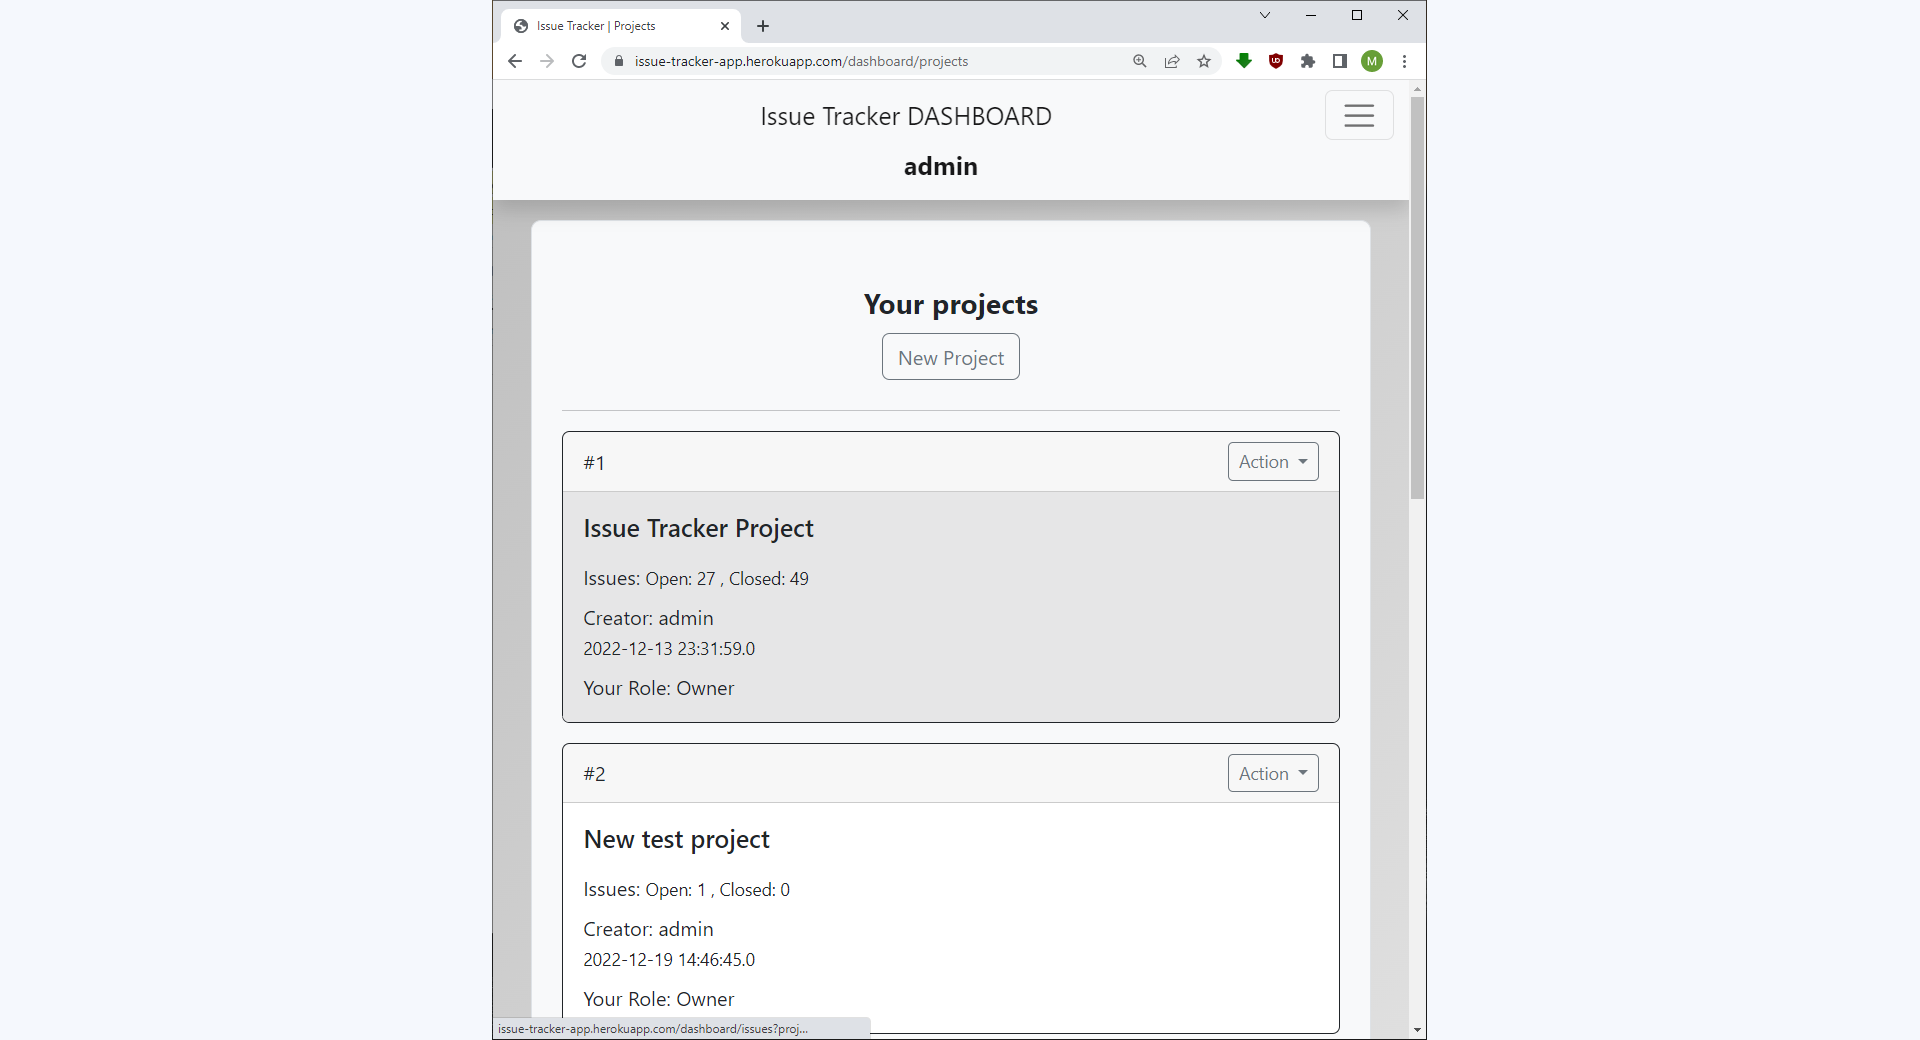 Issue Tracker | Projects
issue-tracker-app.herokuapp.com/dashboard/projects
M
Issue Tracker DASHBOARD
admin
Your projects
New Project
#1
Action
Issue Tracker Project
Issues: Open: 27 , Closed: 49
Creator: admin
2022-12-13 23:31:59.0
Your Role: Owner
#2
Action
New test project
Issues: Open: 1 , Closed: 0
Creator: admin
2022-12-19 14:46:45.0
Your Role: Owner
issue-tracker-app.herokuapp.com/dashboard/issues?proj...